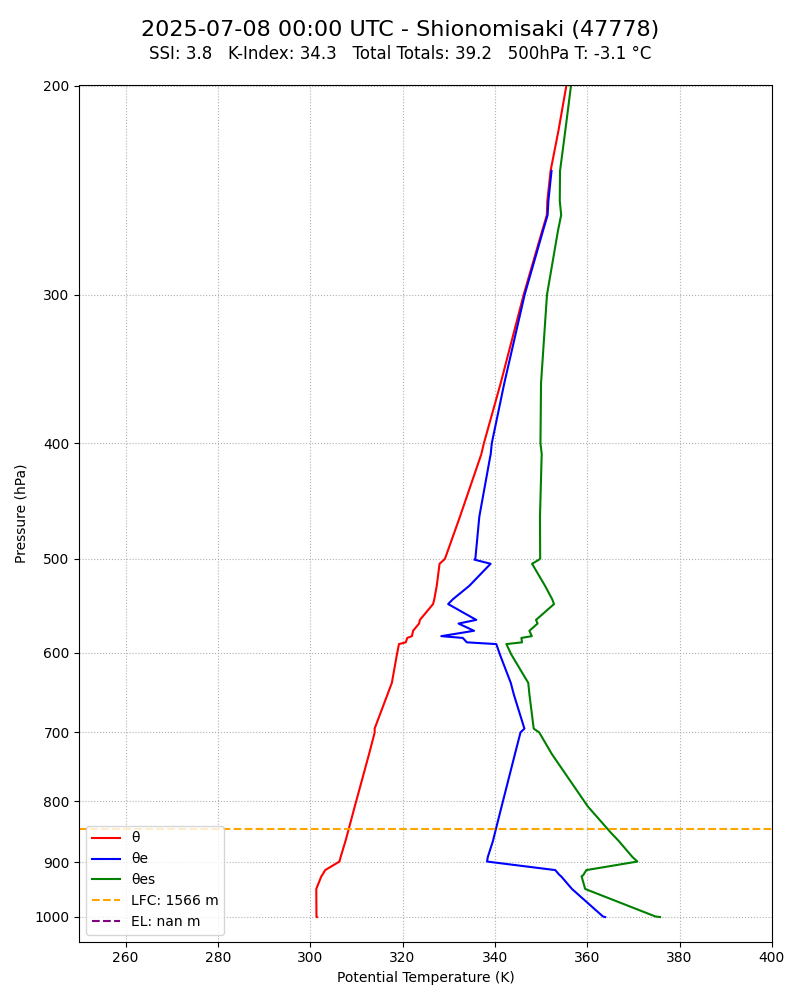 2025-07-08 00:00 UTC - Shionomisaki (47778)
SSI: 3.8   K-Index: 34.3   Total Totals: 39.2   500hPa T: -3.1 °C
200
300
400
500
600
700
800
900
1000
Pressure (hPa)
θ
θe
θes
LFC: 1566 m
EL: nan m
260 280 300 320 340 360 380 400
Potential Temperature (K)